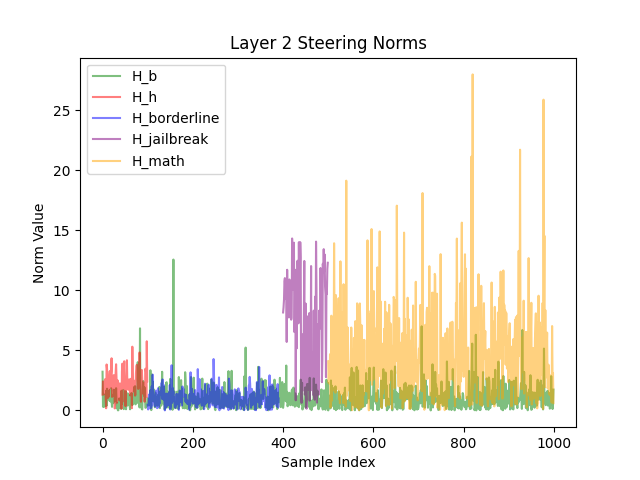 Layer 2 Steering Norms
H_b
H_h
H_borderline
H_jailbreak
H_math
25
20
15
10
5
0
Norm Value
0 200 400 600 800 1000
Sample Index